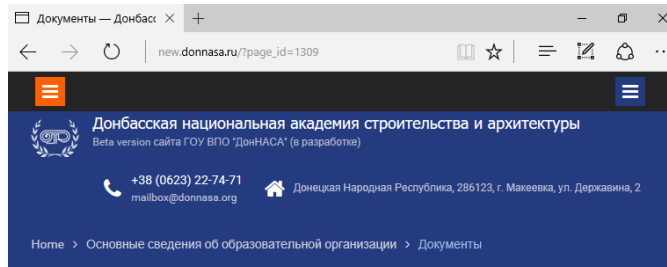 Документы — Донбасс
new.donnasa.ru/?page_id=1309
Донбасская национальная академия строительства и архитектуры
Beta version сайта ГОУ ВПО "ДонНАСА" (в разработке)
+38 (0623) 22-74-71
mailbox@donnasa.org
Донецкая Народная Республика, 286123, г. Макеевка, ул. Державина, 2
Home > Основные сведения об образовательной организации > Документы